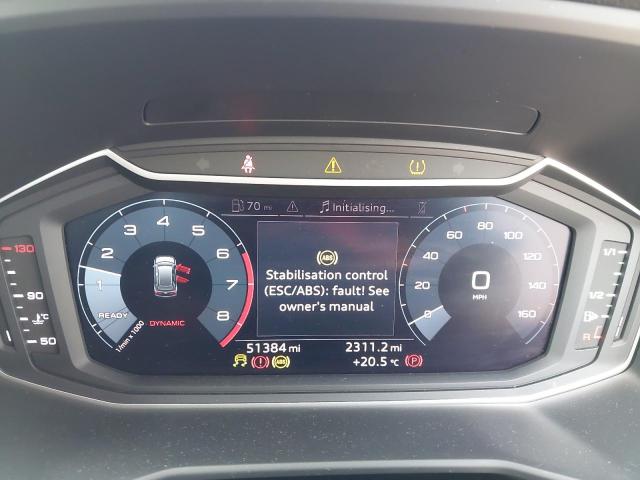 70 mi Initialising...
ABS
Stabilisation control
(ESC/ABS): fault! See
owner's manual
1 2 3 4 5 6 7 8
READY
DYNAMIC
1/min x 1000
0 20 40 60 80 100 120 140 160
0
MPH
130
90
°C
50
1/1
1/2
R
51384 mi 2311.2 mi
ABS +20.5 °C P